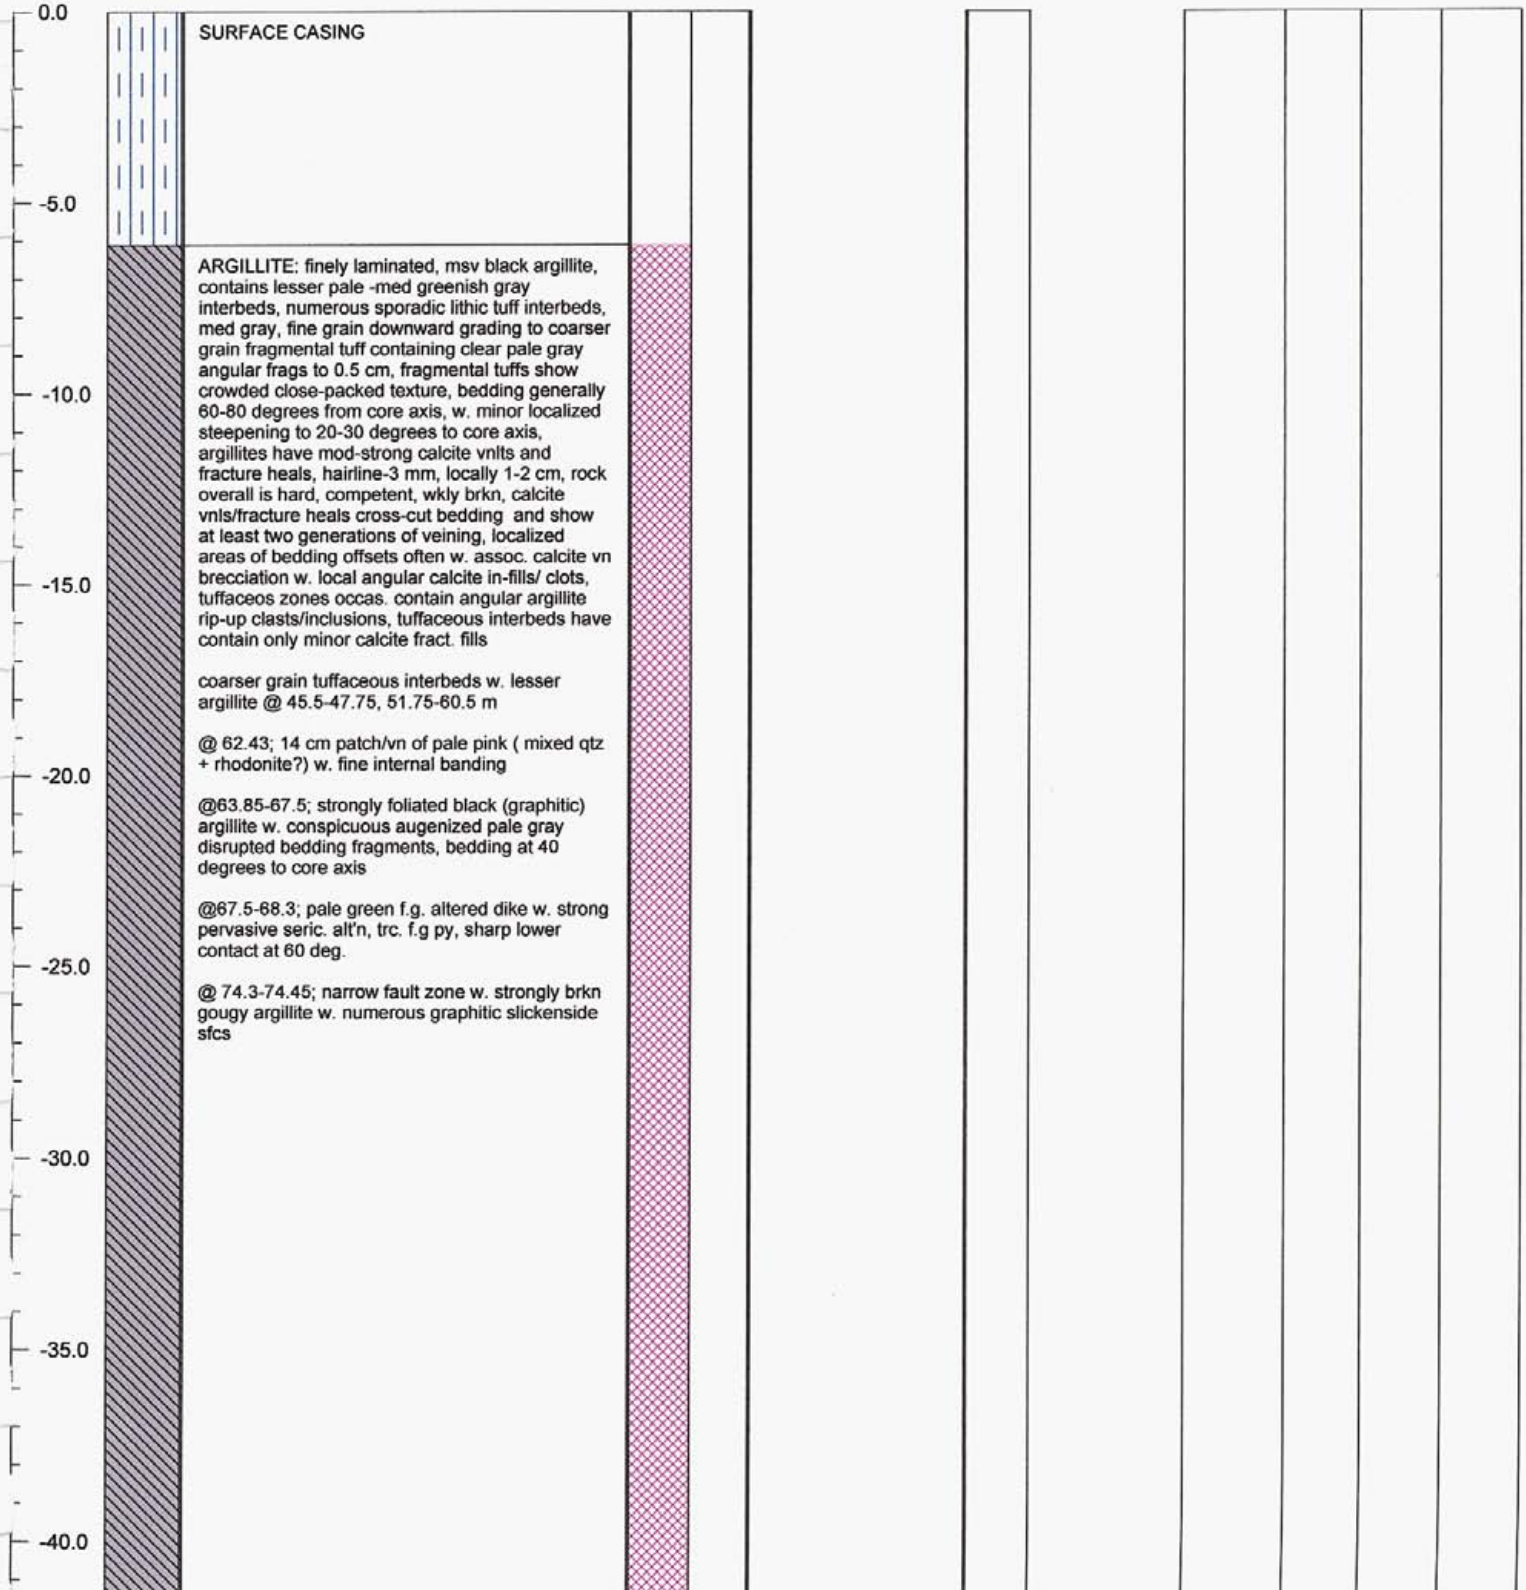 0.0
SURFACE CASING
-5.0
ARGILLITE: finely laminated, msv black argillite,
contains lesser pale -med greenish gray
interbeds, numerous sporadic lithic tuff interbeds,
med gray, fine grain downward grading to coarser
grain fragmental tuff containing clear pale gray
angular frags to 0.5 cm, fragmental tuffs show
crowded close-packed texture, bedding generally
-10.0
60-80 degrees from core axis, w. minor localized
steepening to 20-30 degrees to core axis,
argillites have mod-strong calcite vnlts and
fracture heals, hairline-3 mm, locally 1-2 cm, rock
overall is hard, competent, wkly brkn, calcite
vnls/fracture heals cross-cut bedding and show
at least two generations of veining, localized
areas of bedding offsets often w. assoc. calcite vn
brecciation w. local angular calcite in-fills/ clots,
-15.0
tuffaceos zones occas. contain angular argillite
rip-up clasts/inclusions, tuffaceous interbeds have
contain only minor calcite fract. fills
coarser grain tuffaceous interbeds w. lesser
argillite @ 45.5-47.75, 51.75-60.5 m
@ 62.43; 14 cm patch/vn of pale pink ( mixed qtz
+ rhodonite?) w. fine internal banding
-20.0
@63.85-67.5; strongly foliated black (graphitic)
argillite w. conspicuous augenized pale gray
disrupted bedding fragments, bedding at 40
degrees to core axis
@67.5-68.3; pale green f.g. altered dike w. strong
pervasive seric. alt'n, trc. f.g py, sharp lower
contact at 60 deg.
-25.0
@ 74.3-74.45; narrow fault zone w. strongly brkn
gougy argillite w. numerous graphitic slickenside
sfcs
-30.0
-35.0
-40.0